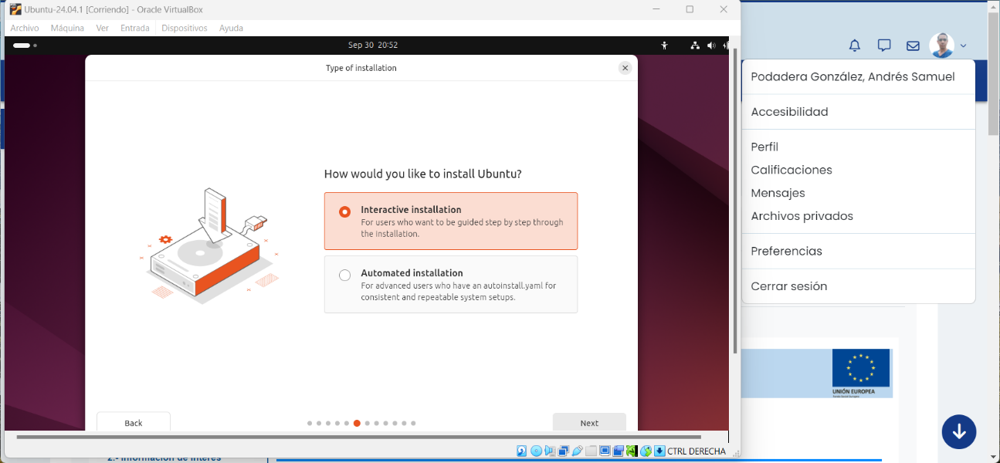 Ubuntu-24.04.1 [Corriendo] - Oracle VirtualBox
Archivo Máquina Ver Entrada Dispositivos Ayuda
Sep 30 20:52
Type of installation
How would you like to install Ubuntu?
Interactive installation
For users who want to be guided step by step through
the installation.
Automated installation
For advanced users who have an autoinstall.yaml for
consistent and repeatable system setups.
Back
Next
CTRL DERECHA
Podadera González, Andrés Samuel
Accesibilidad
Perfil
Calificaciones
Mensajes
Archivos privados
Preferencias
Cerrar sesión
UNIÓN EUROPEA
Fondo Social Europeo
2.- Información de interés